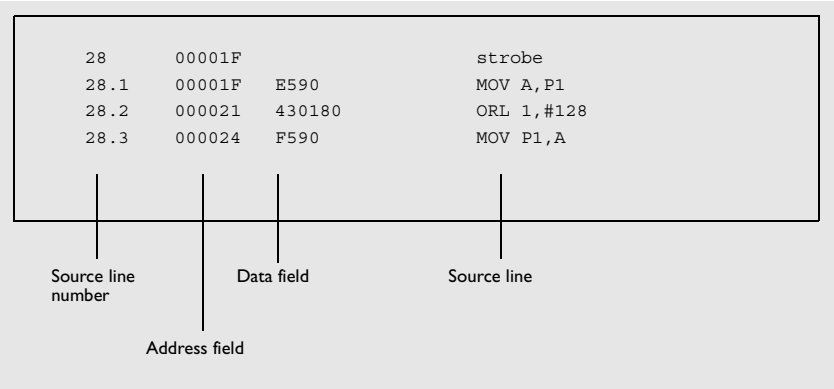 28 00001F strobe
28.1 00001F E590 MOV A,P1
28.2 000021 430180 ORL 1,#128
28.3 000024 F590 MOV P1,A
Source line
number
Data field
Source line
Address field